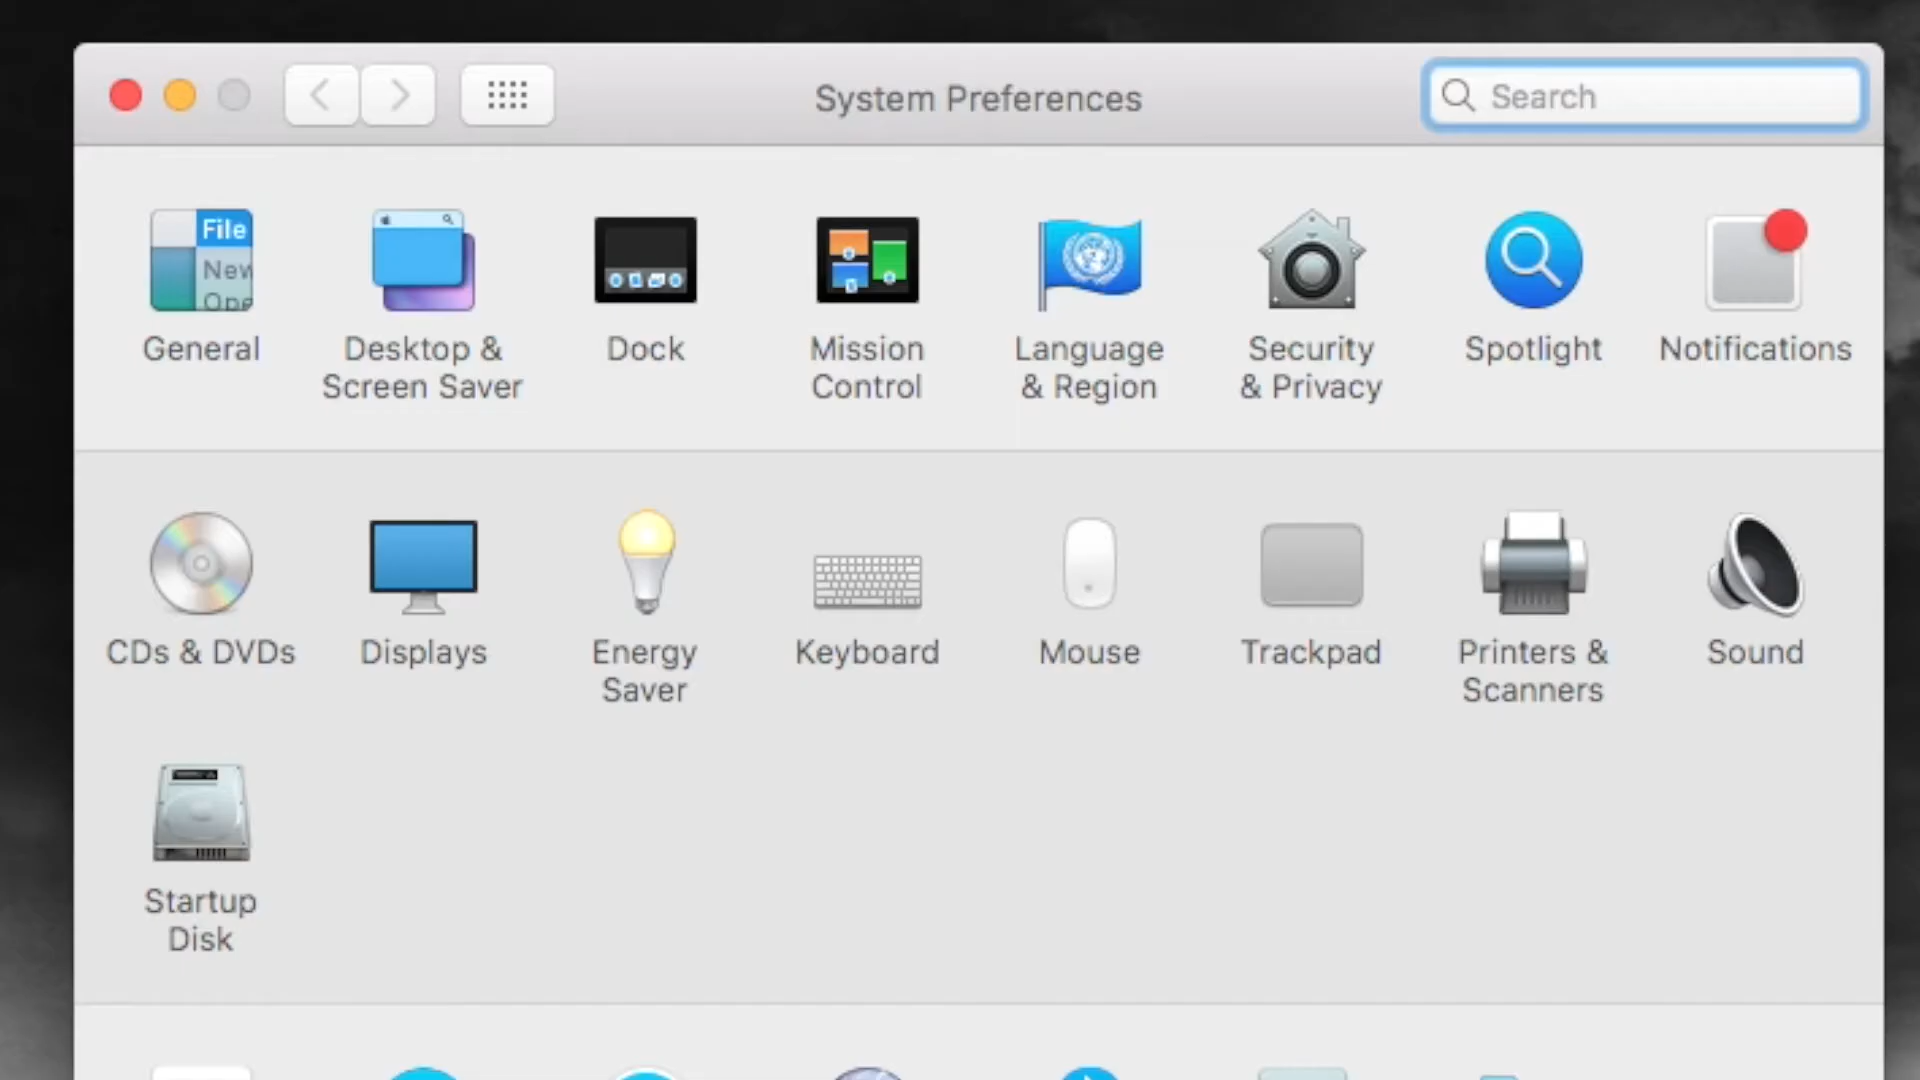 System Preferences
Search
File
New
Ope
General
Desktop &
Screen Saver
Dock
Mission
Control
Language
& Region
Security
& Privacy
Spotlight
Notifications
CDs & DVDs
Displays
Energy
Saver
Keyboard
Mouse
Trackpad
Printers &
Scanners
Sound
Startup
Disk